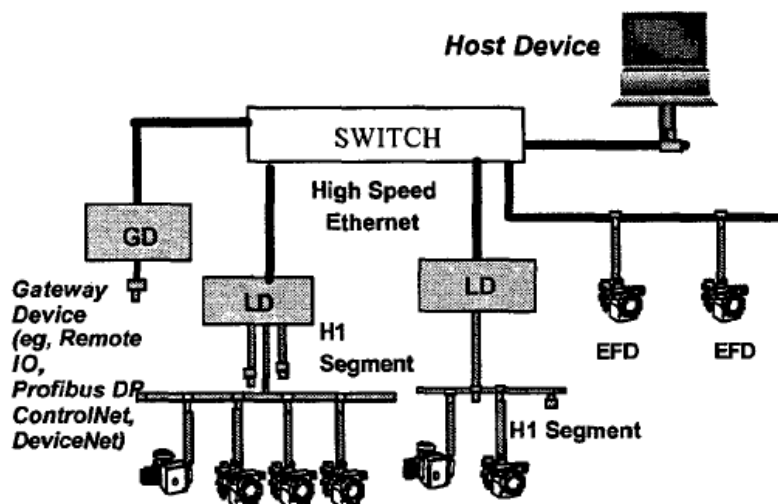 Host Device
SWITCH
High Speed
Ethernet
GD
Gateway
Device
(eg, Remote
IO,
Profibus DP
ControlNet,
DeviceNet)
LD
H1
Segment
LD
H1 Segment
EFD
EFD